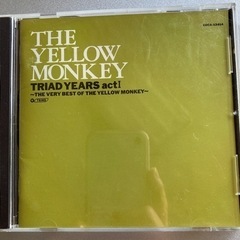 THE
YELLOW
MONKEY
TRIAD YEARS act I
~THE VERY BEST OF THE YELLOW MONKEY~